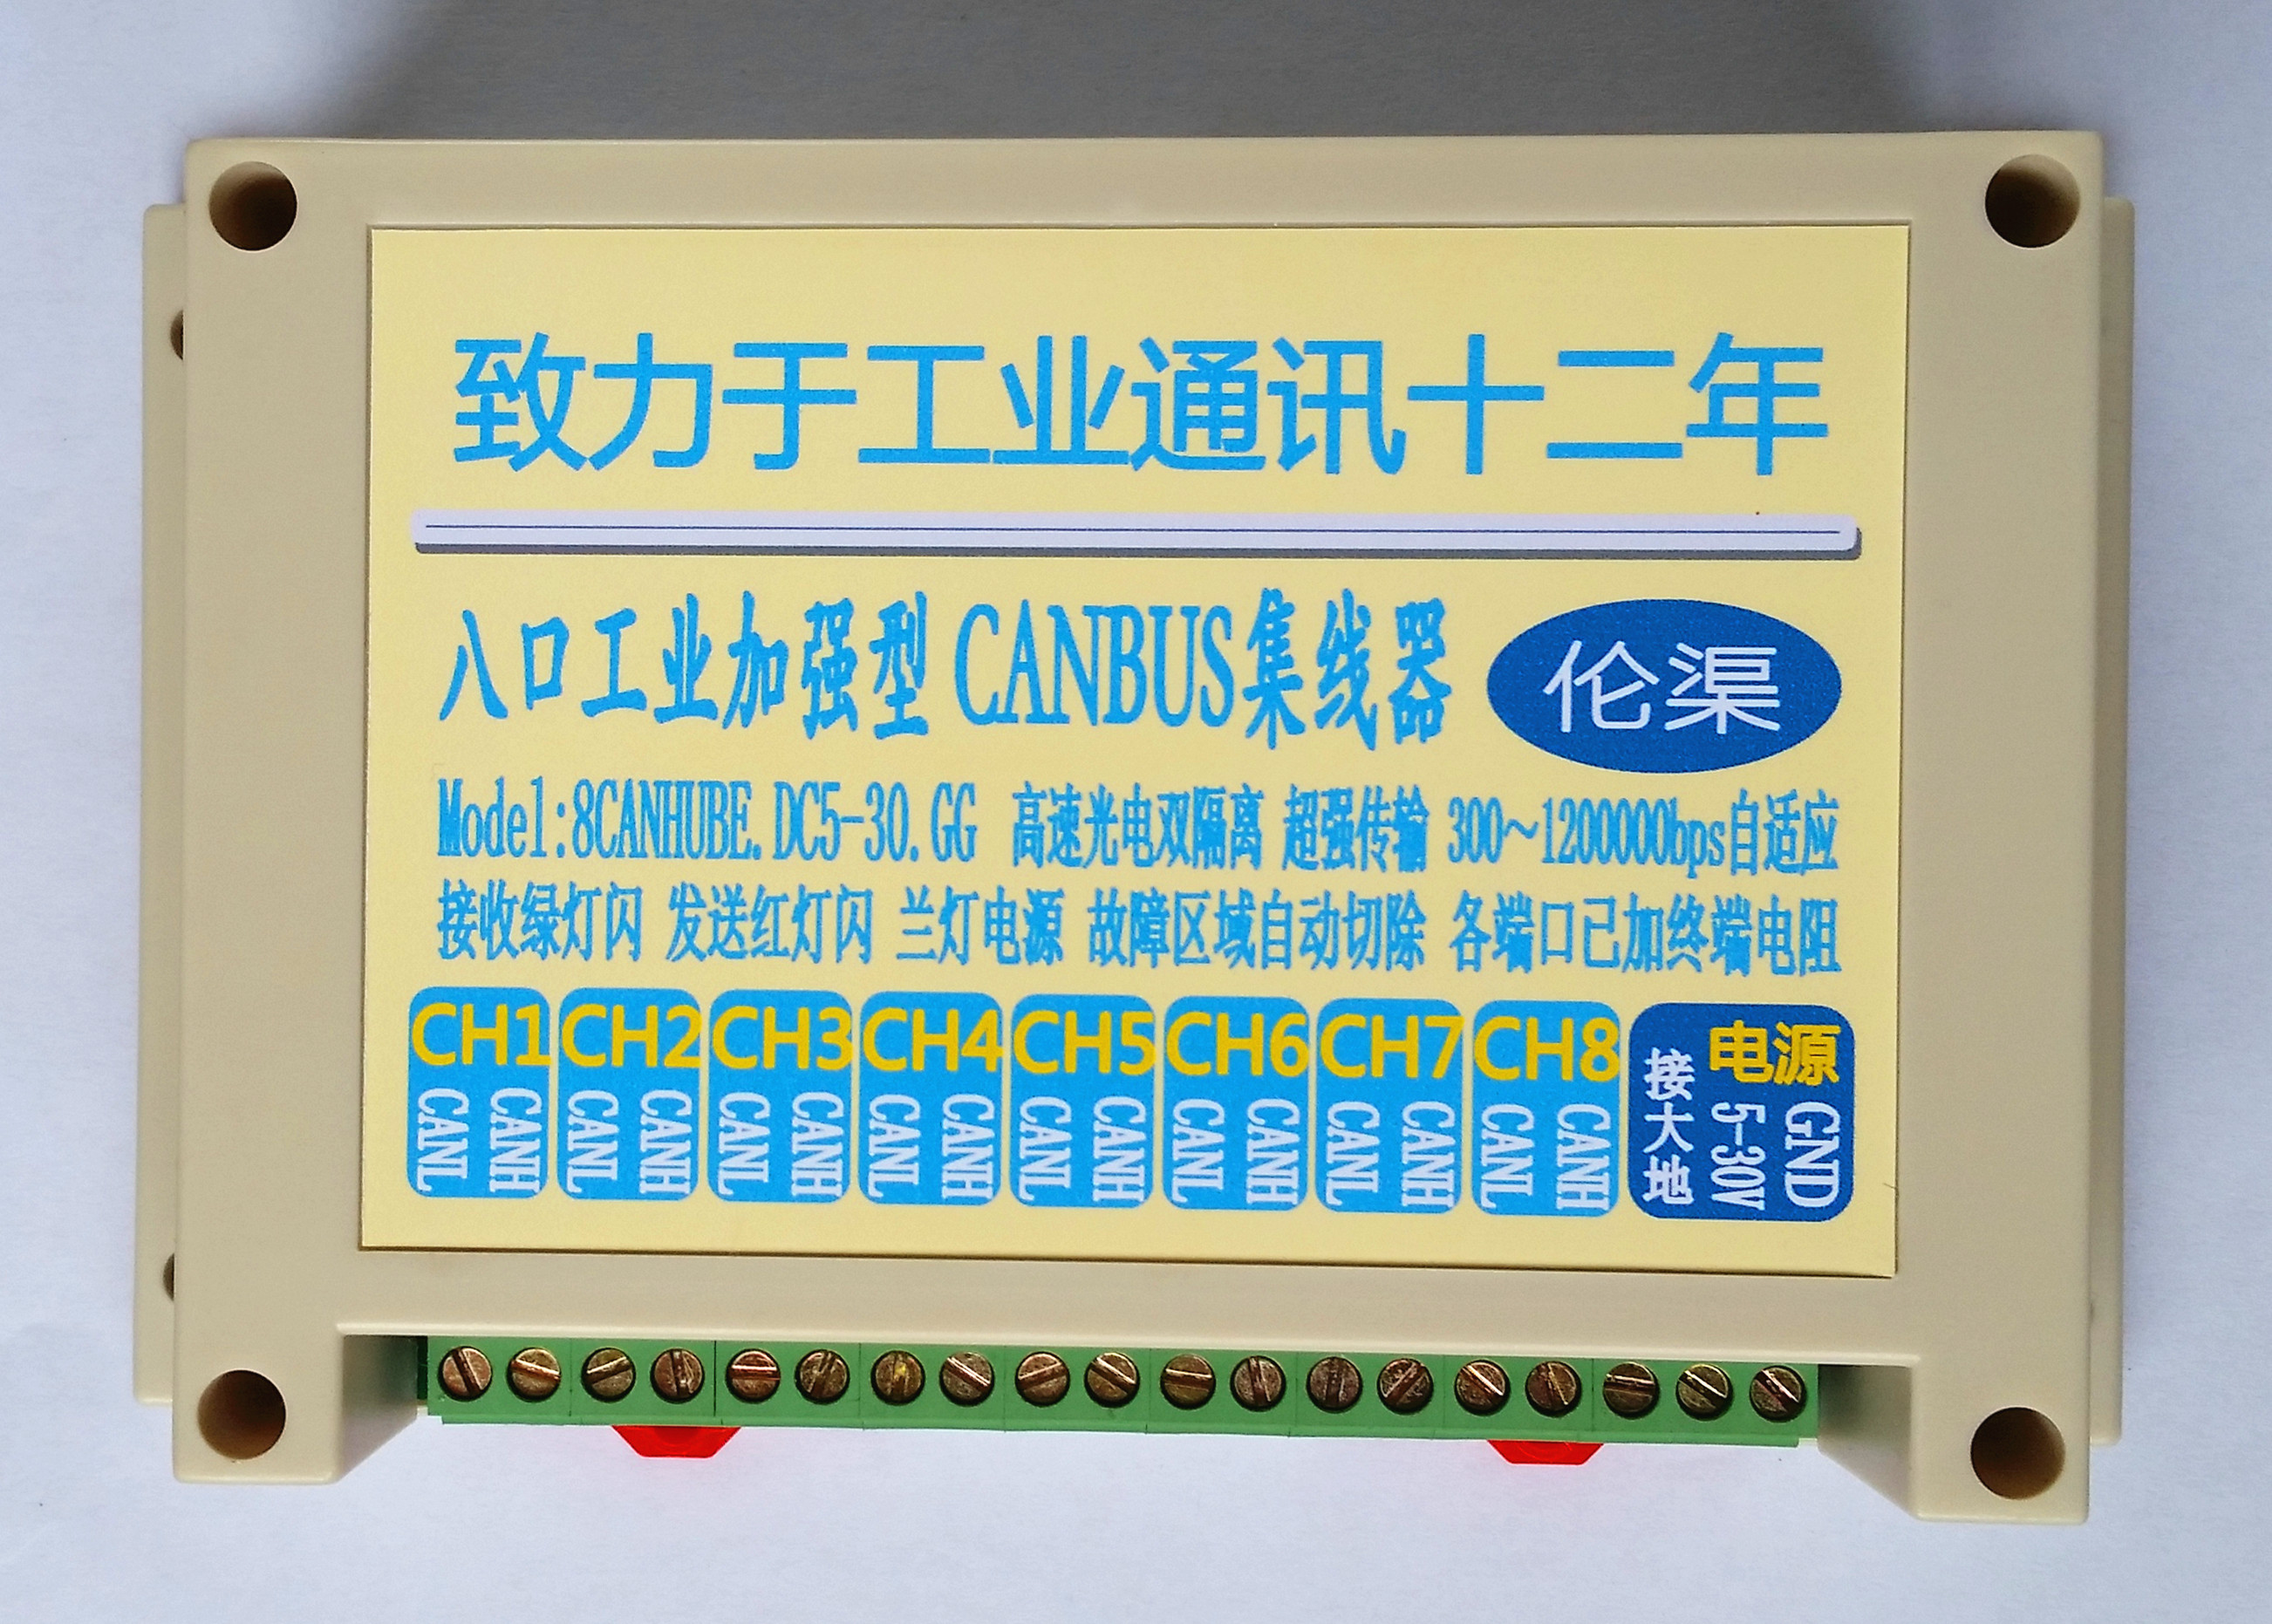 致力于工业通讯十二年
八口工业加强型 CANBUS集线器 伦渠
Model:8CANHUBE.DC5-30.GG 高速光电双隔离 超强传输 300～1200000bps自适应
接收绿灯闪 发送红灯闪 兰灯电源 故障区域自动切除 各端口已加终端电阻
CH1 CH2 CH3 CH4 CH5 CH6 CH7 CH8 电源
CANL CANH CANL CANH CANL CANH CANL CANH CANL CANH CANL CANH CANL CANH CANL CANH 接大地 5-30V GND